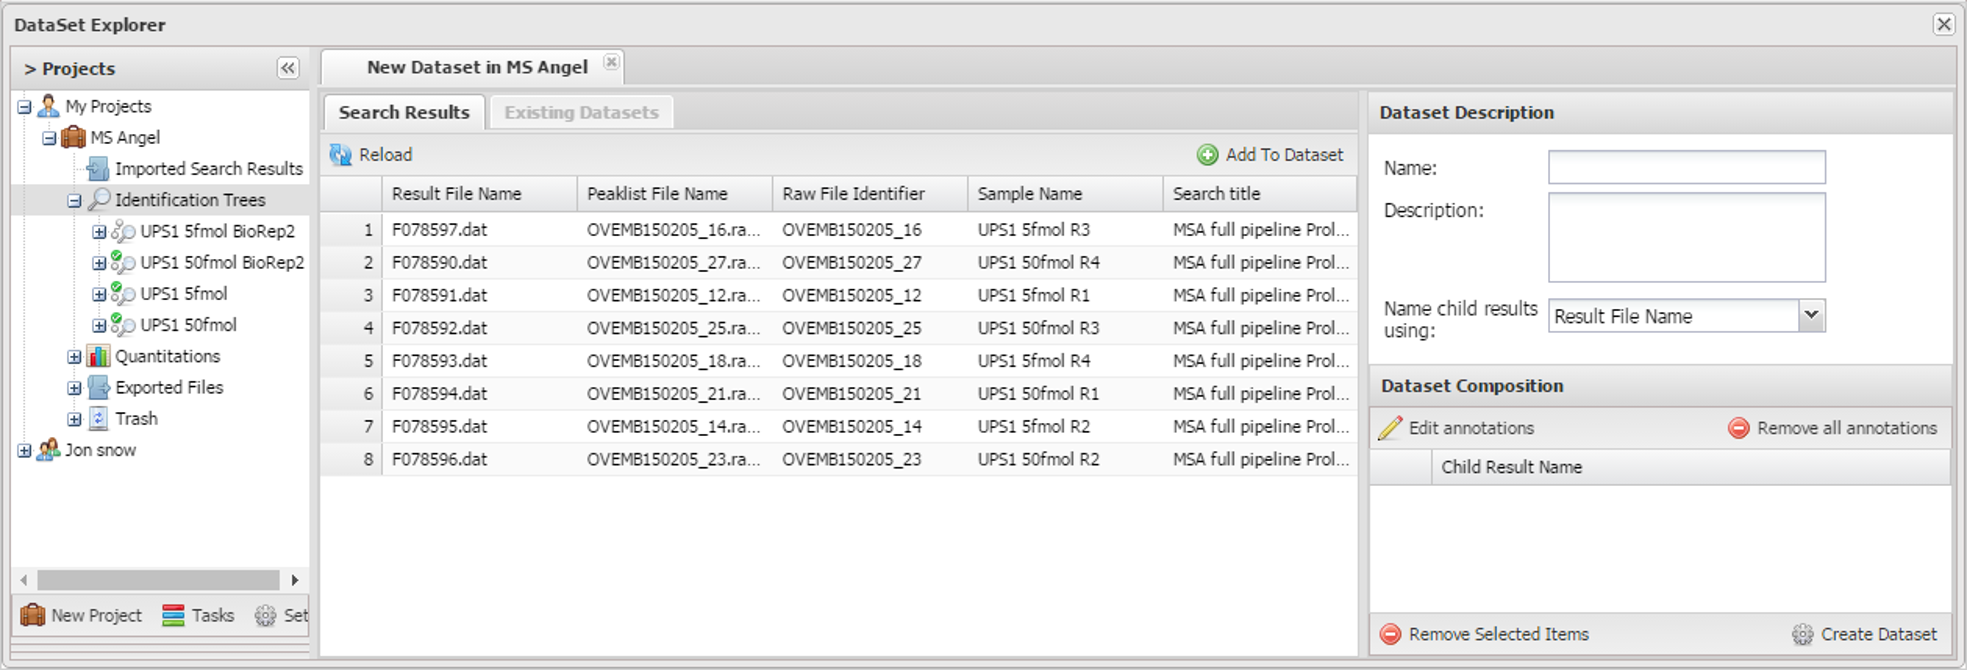 DataSet Explorer
> Projects
My Projects
MS Angel
Imported Search Results
Identification Trees
UPS1 5fmol BioRep2
UPS1 50fmol BioRep2
UPS1 5fmol
UPS1 50fmol
Quantitations
Exported Files
Trash
Jon snow
New Project Tasks Set
New Dataset in MS Angel
Search Results Existing Datasets
Reload Add To Dataset
Result File Name Peaklist File Name Raw File Identifier Sample Name Search title
1 F078597.dat OVEMB150205_16.ra... OVEMB150205_16 UPS1 5fmol R3 MSA full pipeline Prol...
2 F078590.dat OVEMB150205_27.ra... OVEMB150205_27 UPS1 50fmol R4 MSA full pipeline Prol...
3 F078591.dat OVEMB150205_12.ra... OVEMB150205_12 UPS1 5fmol R1 MSA full pipeline Prol...
4 F078592.dat OVEMB150205_25.ra... OVEMB150205_25 UPS1 50fmol R3 MSA full pipeline Prol...
5 F078593.dat OVEMB150205_18.ra... OVEMB150205_18 UPS1 5fmol R4 MSA full pipeline Prol...
6 F078594.dat OVEMB150205_21.ra... OVEMB150205_21 UPS1 50fmol R1 MSA full pipeline Prol...
7 F078595.dat OVEMB150205_14.ra... OVEMB150205_14 UPS1 5fmol R2 MSA full pipeline Prol...
8 F078596.dat OVEMB150205_23.ra... OVEMB150205_23 UPS1 50fmol R2 MSA full pipeline Prol...
Dataset Description
Name:
Description:
Name child results
using:
Result File Name
Dataset Composition
Edit annotations Remove all annotations
Child Result Name
Remove Selected Items Create Dataset